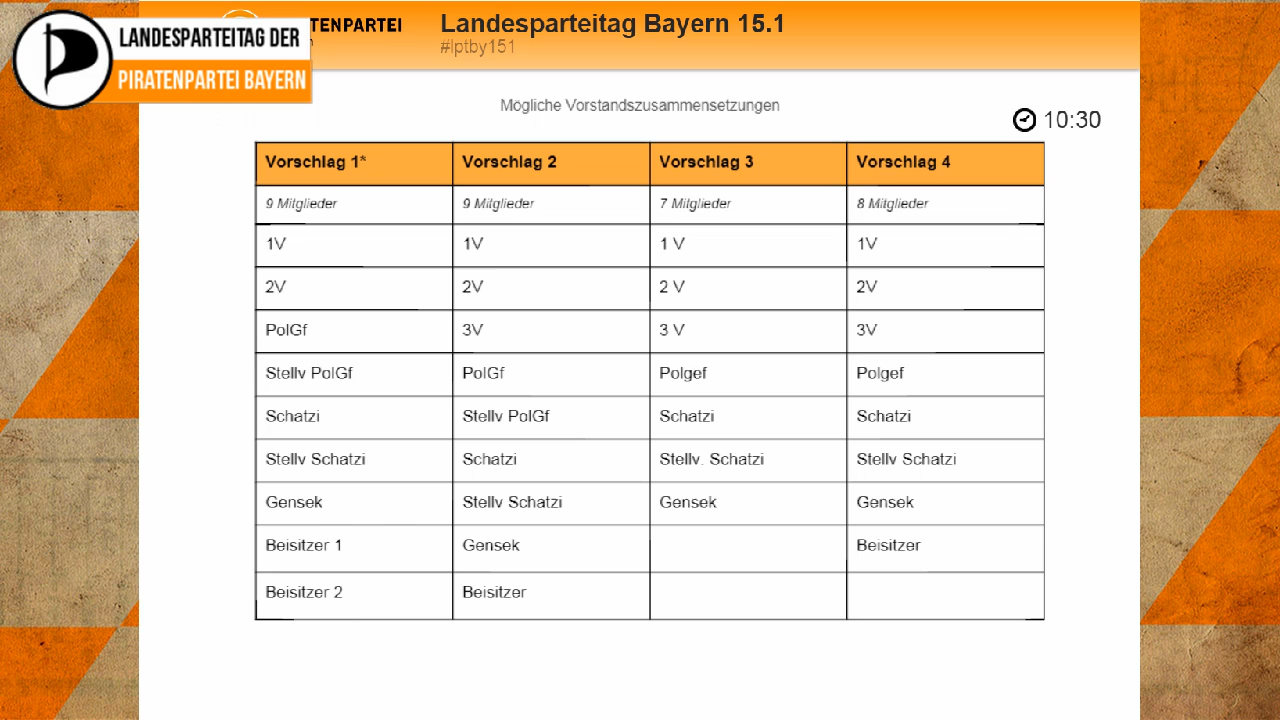 LANDESPARTEITAG DER
PIRATENPARTEI BAYERN
TENPARTEI
Landesparteitag Bayern 15.1
#lptby151
Mögliche Vorstandszusammensetzungen
10:30
Vorschlag 1* Vorschlag 2 Vorschlag 3 Vorschlag 4
9 Mitglieder 9 Mitglieder 7 Mitglieder 8 Mitglieder
1V 1V 1 V 1V
2V 2V 2 V 2V
PolGf 3V 3 V 3V
Stellv PolGf PolGf Polgef Polgef
Schatzi Stellv PolGf Schatzi Schatzi
Stellv Schatzi Schatzi Stellv. Schatzi Stellv Schatzi
Gensek Stellv Schatzi Gensek Gensek
Beisitzer 1 Gensek Beisitzer
Beisitzer 2 Beisitzer